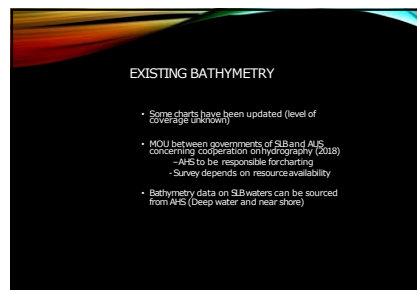 EXISTING BATHYMETRY
• Some charts have been updated (level of
coverage unknown)
• MOU between governments of SLB and AUS
concerning cooperation on hydrography (2018)
–AHS to be responsible for charting
- Survey depends on resource availability
• Bathymetry data on SLB waters can be sourced
from AHS (Deep water and near shore)